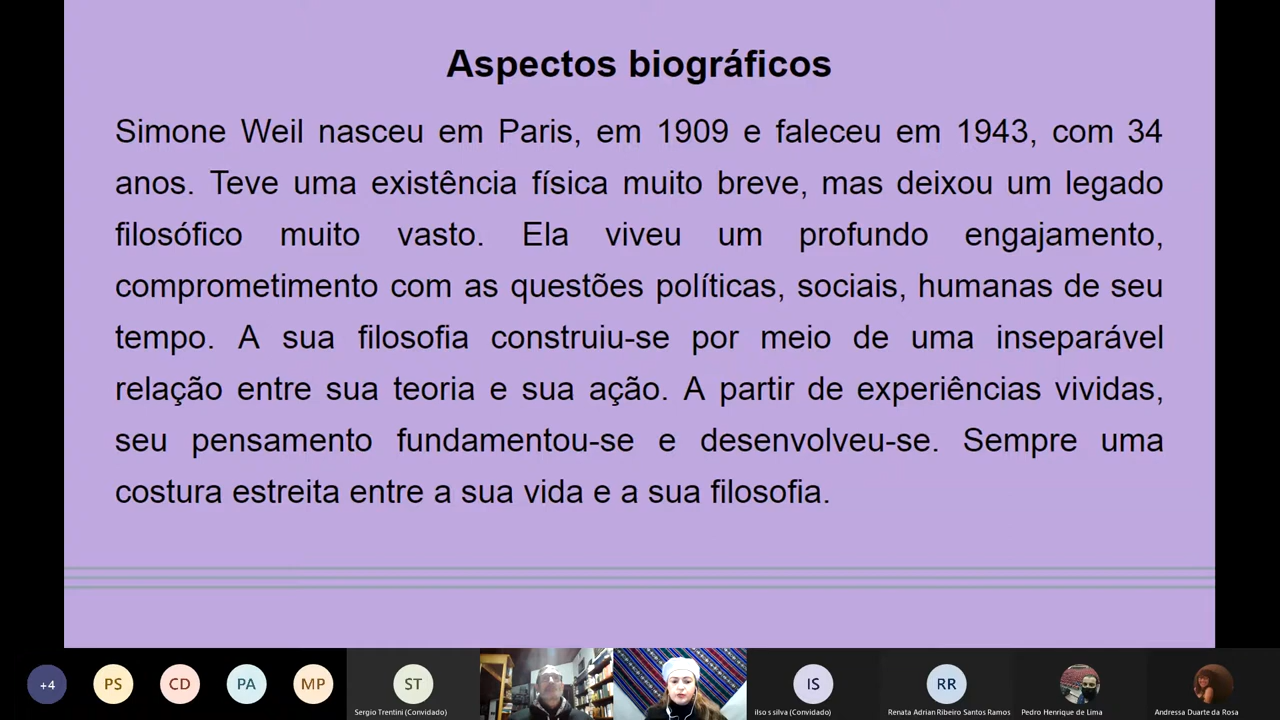 Aspectos biográficos
Simone Weil nasceu em Paris, em 1909 e faleceu em 1943, com 34
anos. Teve uma existência física muito breve, mas deixou um legado
filosófico muito vasto. Ela viveu um profundo engajamento,
comprometimento com as questões políticas, sociais, humanas de seu
tempo. A sua filosofia construiu-se por meio de uma inseparável
relação entre sua teoria e sua ação. A partir de experiências vividas,
seu pensamento fundamentou-se e desenvolveu-se. Sempre uma
costura estreita entre a sua vida e a sua filosofia.
+4 PS CD PA MP ST IS RR
Sergio Trentini (Convidado) ilso s silva (Convidado) Renata Adrian Ribeiro Santos Ramos Pedro Henrique de Lima Andressa Duarte da Rosa